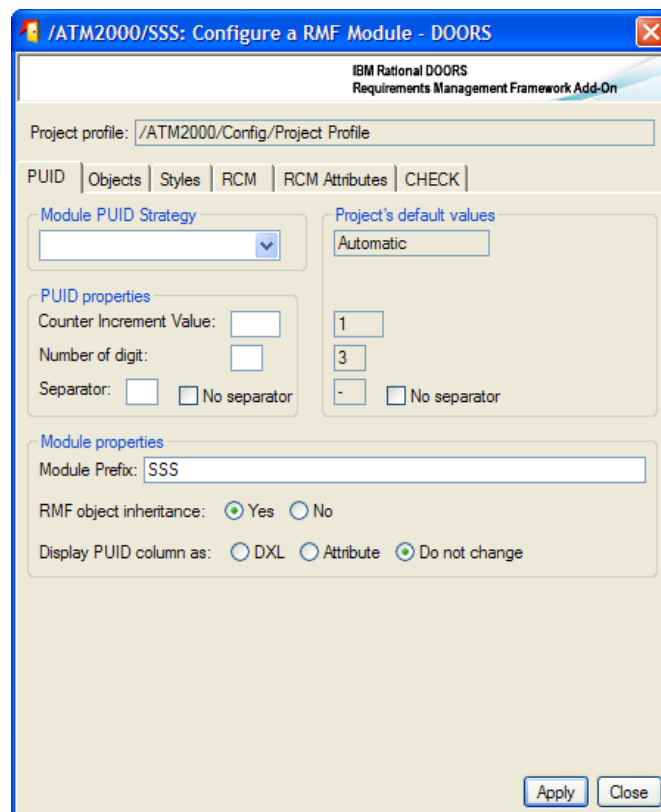 /ATM2000/SSS: Configure a RMF Module - DOORS
IBM Rational DOORS
Requirements Management Framework Add-On
Project profile: /ATM2000/Config/Project Profile
PUID Objects Styles RCM RCM Attributes CHECK
Module PUID Strategy Project's default values
Automatic
PUID properties
Counter Increment Value: 1
Number of digit: 3
Separator: No separator - No separator
Module properties
Module Prefix: SSS
RMF object inheritance: Yes No
Display PUID column as: DXL Attribute Do not change
Apply Close